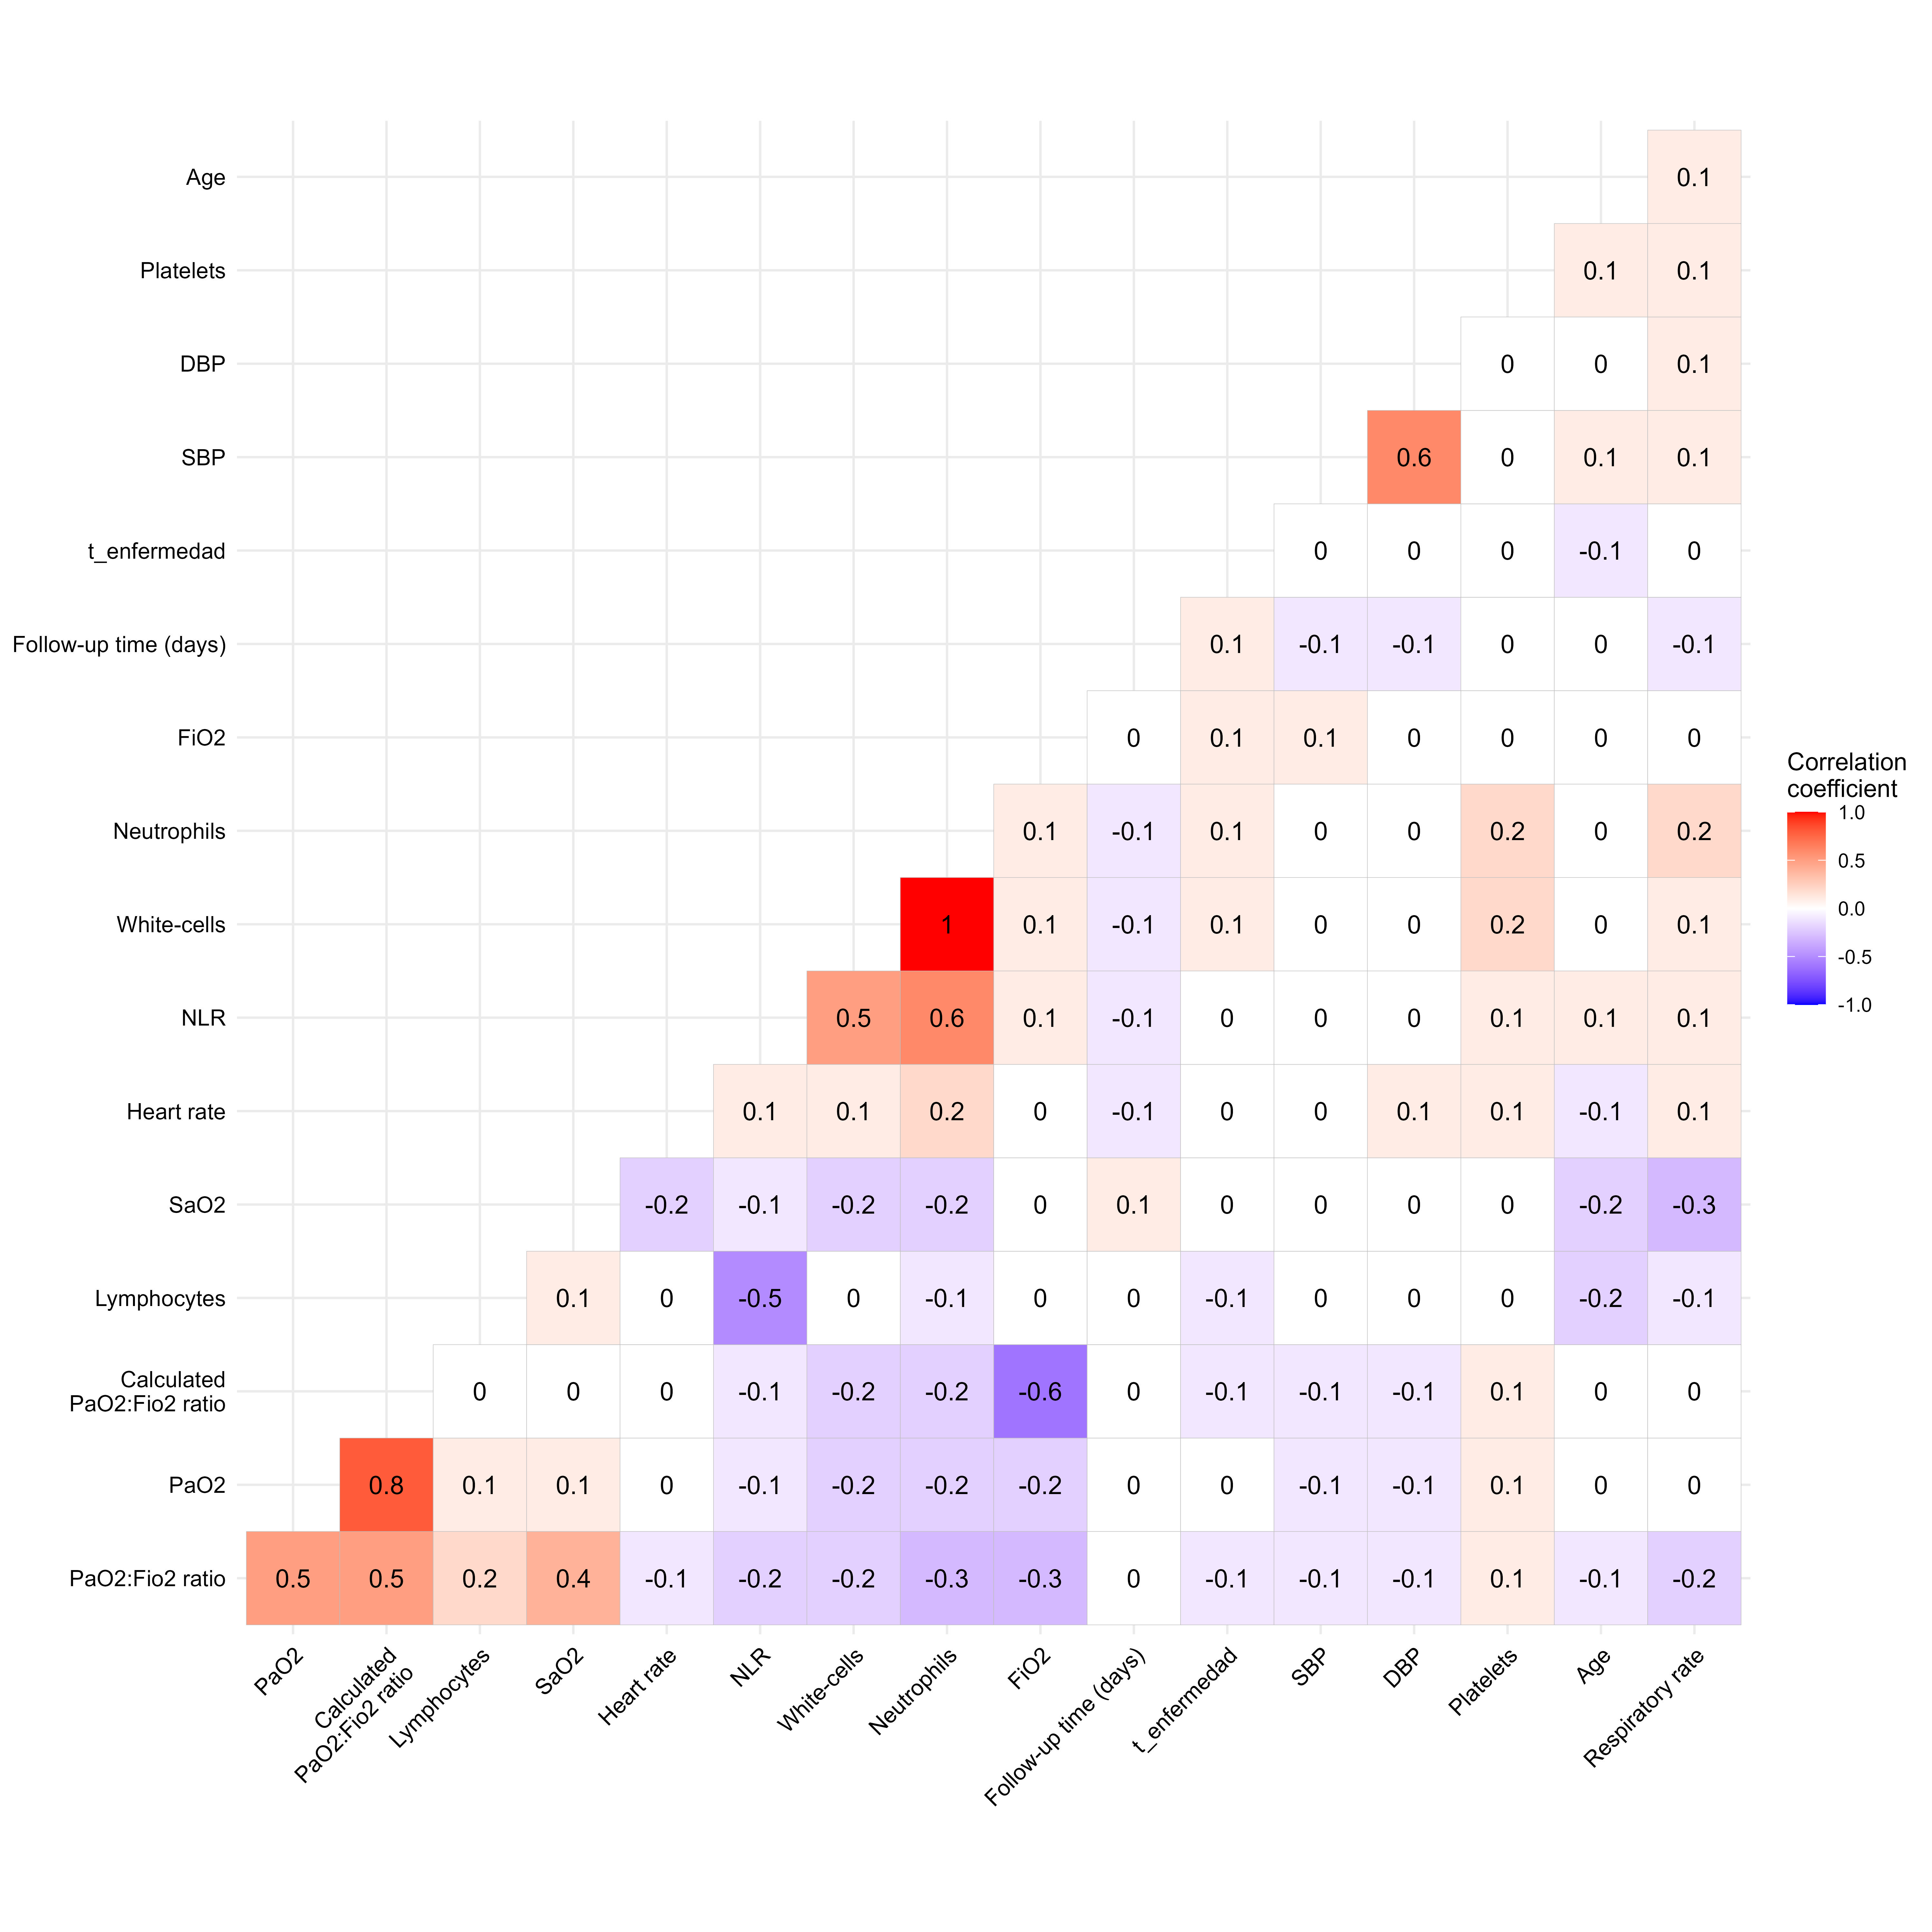 Age 0.1
Platelets 0.1 0.1
DBP 0 0 0.1
SBP 0.6 0 0.1 0.1
t_enfermedad 0 0 0 -0.1 0
Follow-up time (days) 0.1 -0.1 -0.1 0 0 -0.1
FiO2 0 0.1 0.1 0 0 0 0
Correlation
coefficient
1.0
0.5
0.0
-0.5
-1.0
Neutrophils 0.1 -0.1 0.1 0 0 0.2 0 0.2
White-cells 1 0.1 -0.1 0.1 0 0 0.2 0 0.1
NLR 0.5 0.6 0.1 -0.1 0 0 0 0.1 0.1 0.1
Heart rate 0.1 0.1 0.2 0 -0.1 0 0 0.1 0.1 -0.1 0.1
SaO2 -0.2 -0.1 -0.2 -0.2 0 0.1 0 0 0 0 -0.2 -0.3
Lymphocytes 0.1 0 -0.5 0 -0.1 0 0 -0.1 0 0 0 -0.2 -0.1
Calculated
PaO2:Fio2 ratio 0 0 0 -0.1 -0.2 -0.2 -0.6 0 -0.1 -0.1 -0.1 0.1 0 0
PaO2 0.8 0.1 0.1 0 -0.1 -0.2 -0.2 -0.2 0 0 -0.1 -0.1 0.1 0 0
PaO2:Fio2 ratio 0.5 0.5 0.2 0.4 -0.1 -0.2 -0.2 -0.3 -0.3 0 -0.1 -0.1 -0.1 0.1 -0.1 -0.2
PaO2
Calculated
PaO2:Fio2 ratio
Lymphocytes
SaO2
Heart rate
NLR
White-cells
Neutrophils
FiO2
Follow-up time (days)
t_enfermedad
SBP
DBP
Platelets
Age
Respiratory rate